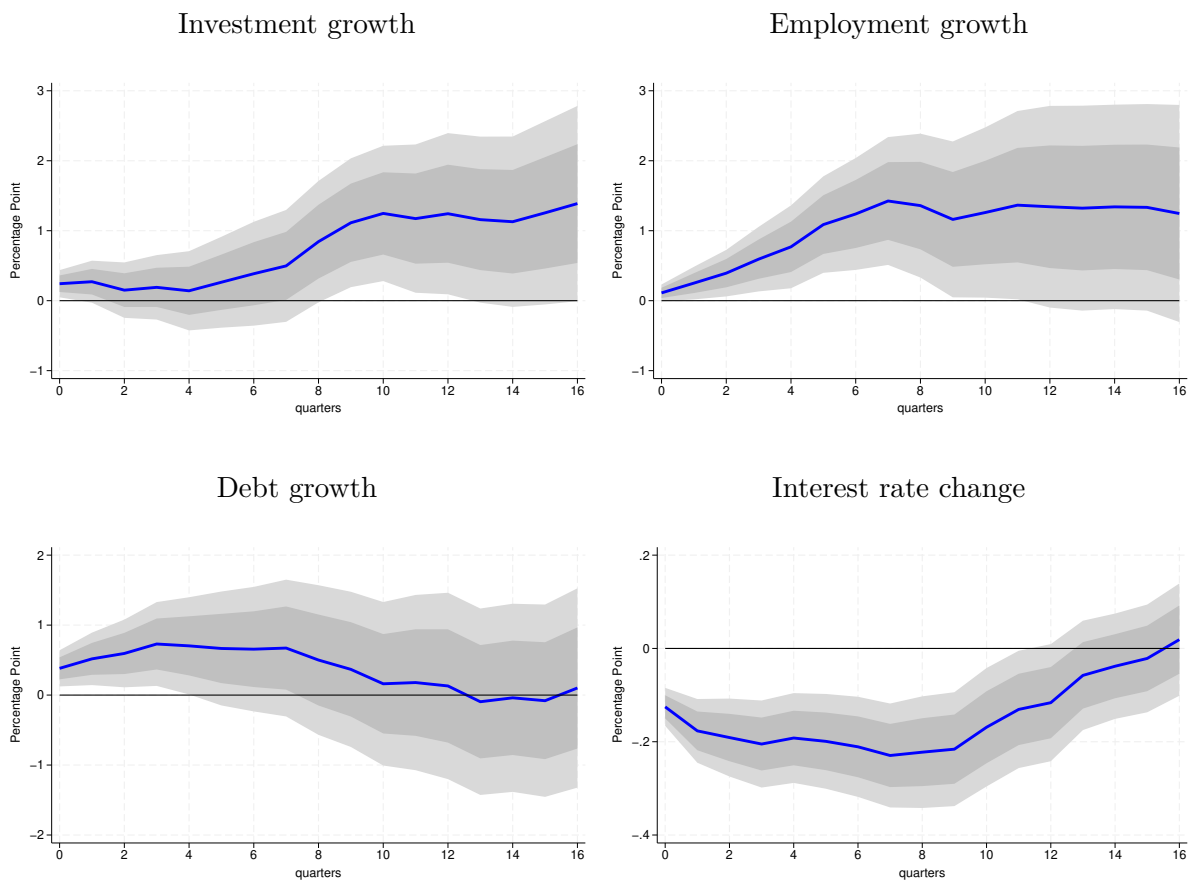 Investment growth
Employment growth
Percentage Point
3
2
1
0
−1
0 2 4 6 8 10 12 14 16
quarters
Percentage Point
3
2
1
0
−1
0 2 4 6 8 10 12 14 16
quarters
Debt growth
Interest rate change
Percentage Point
2
1
0
−1
−2
0 2 4 6 8 10 12 14 16
quarters
Percentage Point
.2
0
−.2
−.4
0 2 4 6 8 10 12 14 16
quarters